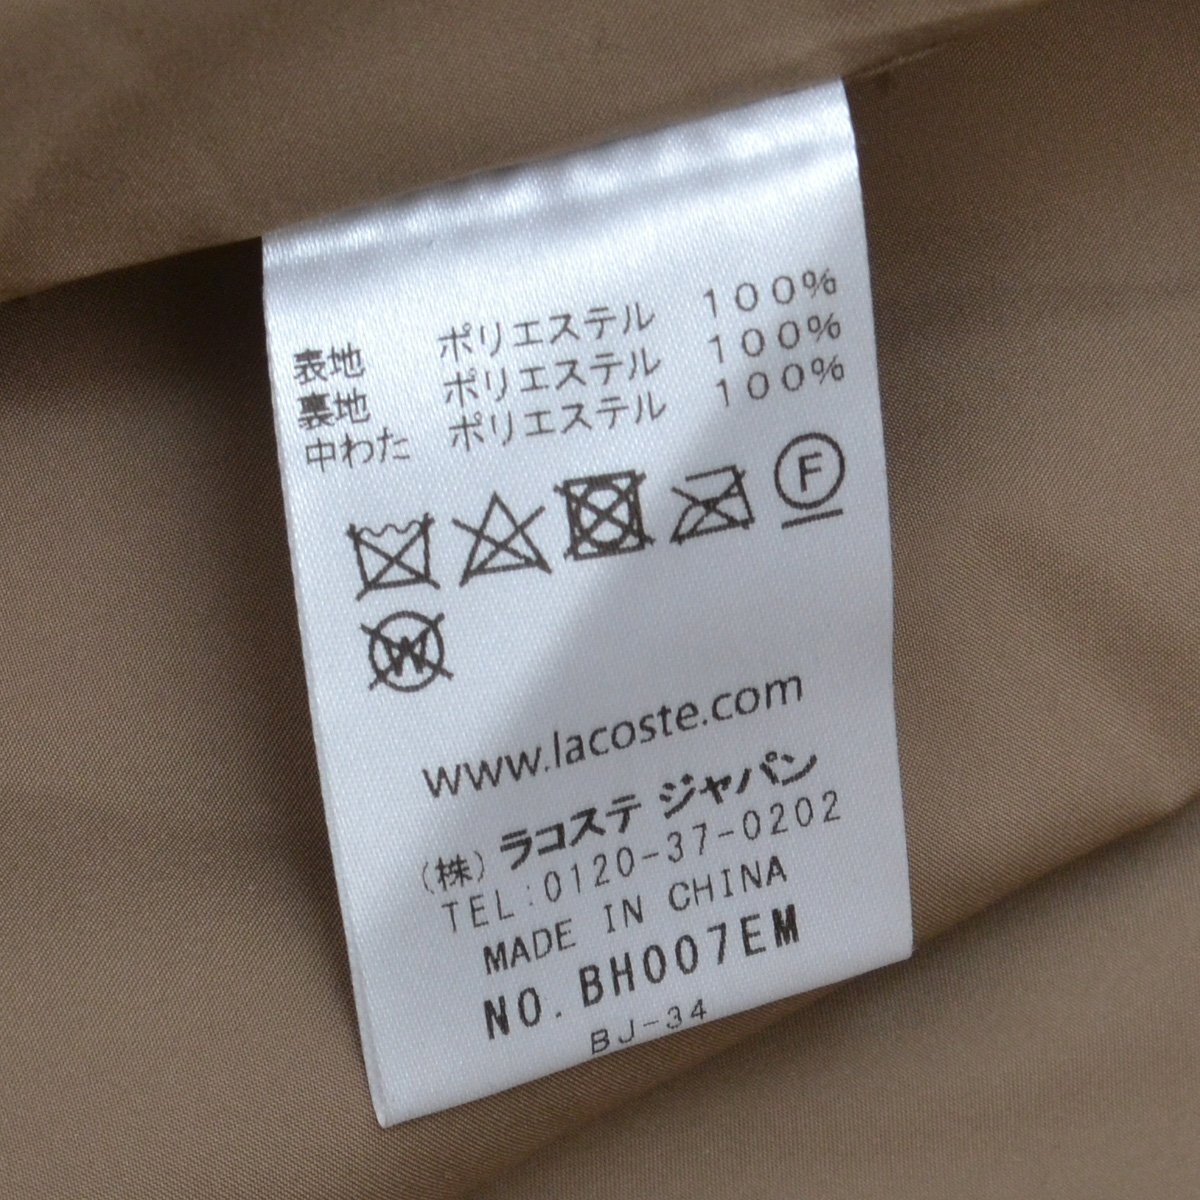 表地 ポリエステル 100%
裏地 ポリエステル 100%
中わた ポリエステル 100%
F
W
www.lacoste.com
(株) ラコステ ジャパン
TEL:0120-37-0202
MADE IN CHINA
NO.BH007EM
BJ-34